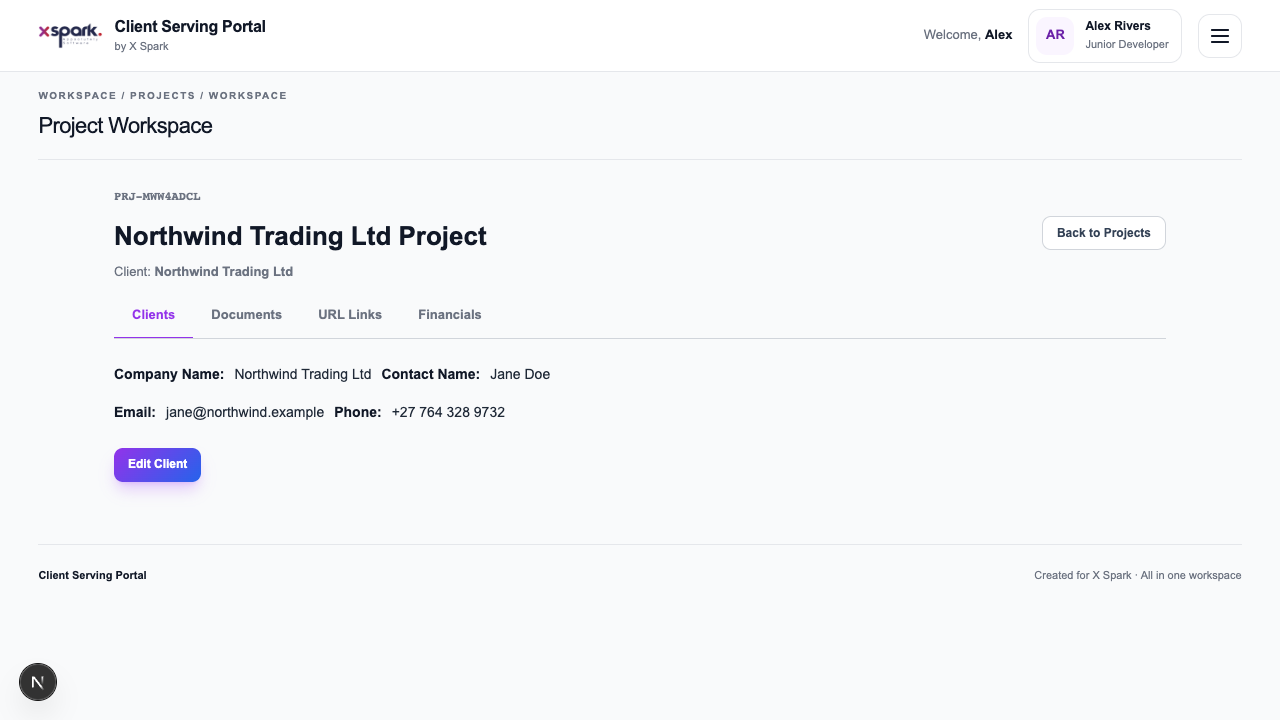 xspark.
Client Serving Portal
by X Spark
Welcome, Alex
AR
Alex Rivers
Junior Developer
WORKSPACE / PROJECTS / WORKSPACE
Project Workspace
PRJ-MWW4ADCL
Northwind Trading Ltd Project
Back to Projects
Client: Northwind Trading Ltd
Clients Documents URL Links Financials
Company Name: Northwind Trading Ltd Contact Name: Jane Doe
Email: jane@northwind.example Phone: +27 764 328 9732
Edit Client
Client Serving Portal
Created for X Spark · All in one workspace
N